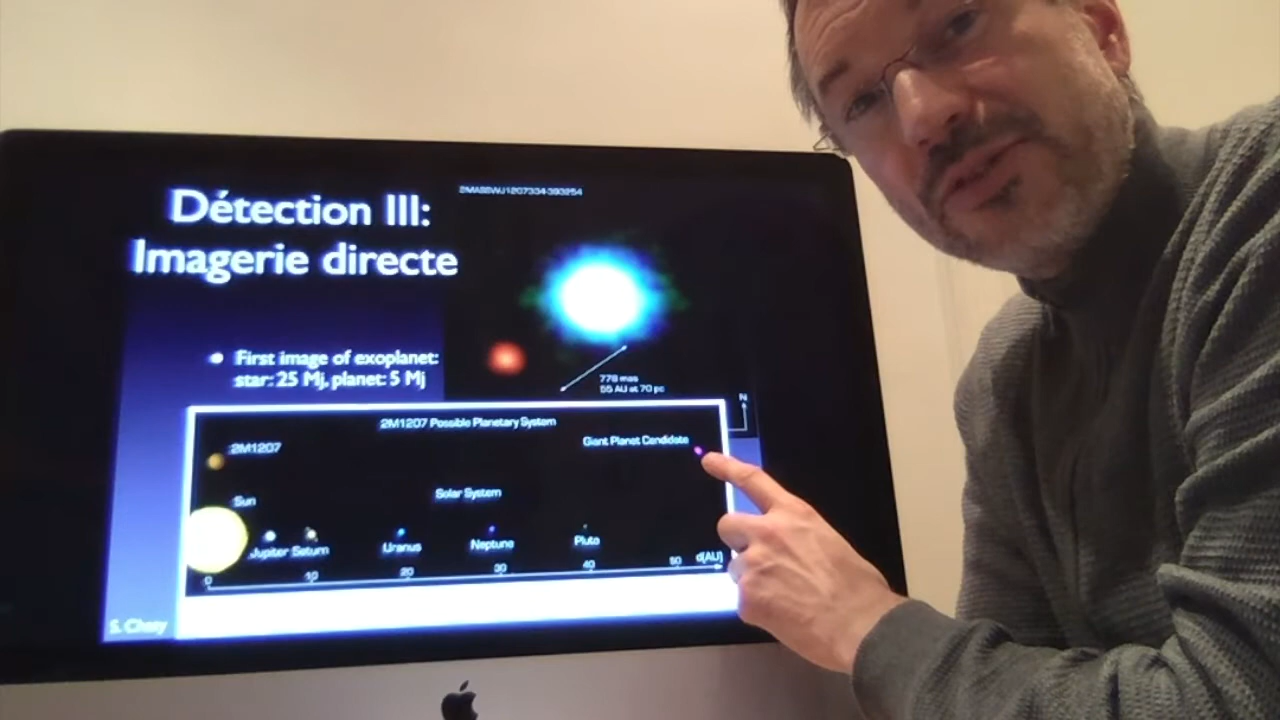 Détection III:
Imagerie directe
2MASSWJ1207334-393254
First image of exoplanet:
star: 25 Mj, planet: 5 Mj
778 mas
55 AU at 70 pc
N
2M1207 Possible Planetary System
2M1207
Giant Planet Candidate
Sun
Solar System
Jupiter Saturn Uranus Neptune Pluto
0 10 20 30 40 50 d(AU)
S.